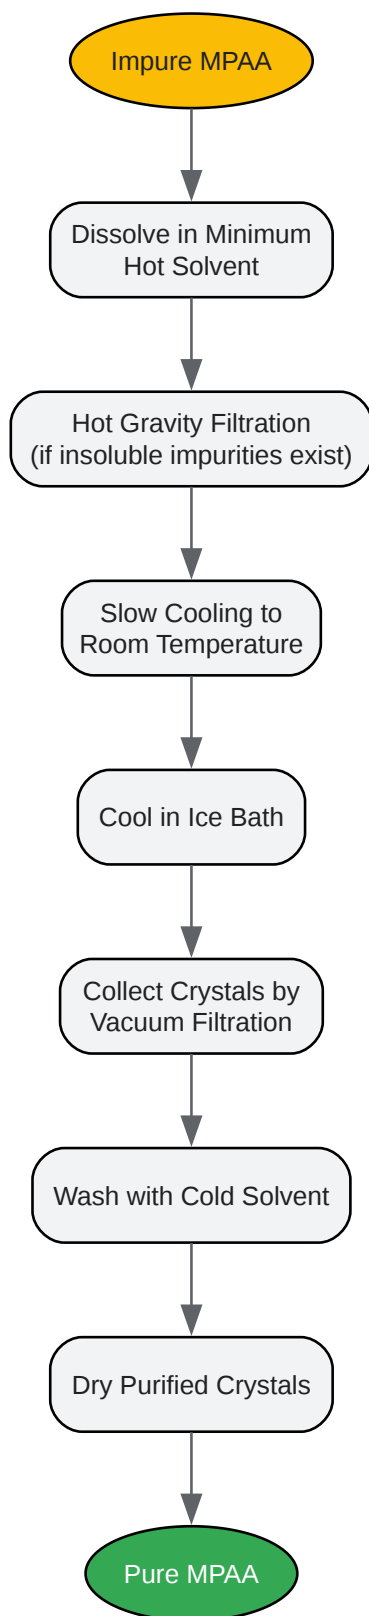 Impure MPAA
Dissolve in Minimum
Hot Solvent
Hot Gravity Filtration
(if insoluble impurities exist)
Slow Cooling to
Room Temperature
Cool in Ice Bath
Collect Crystals by
Vacuum Filtration
Wash with Cold Solvent
Dry Purified Crystals
Pure MPAA